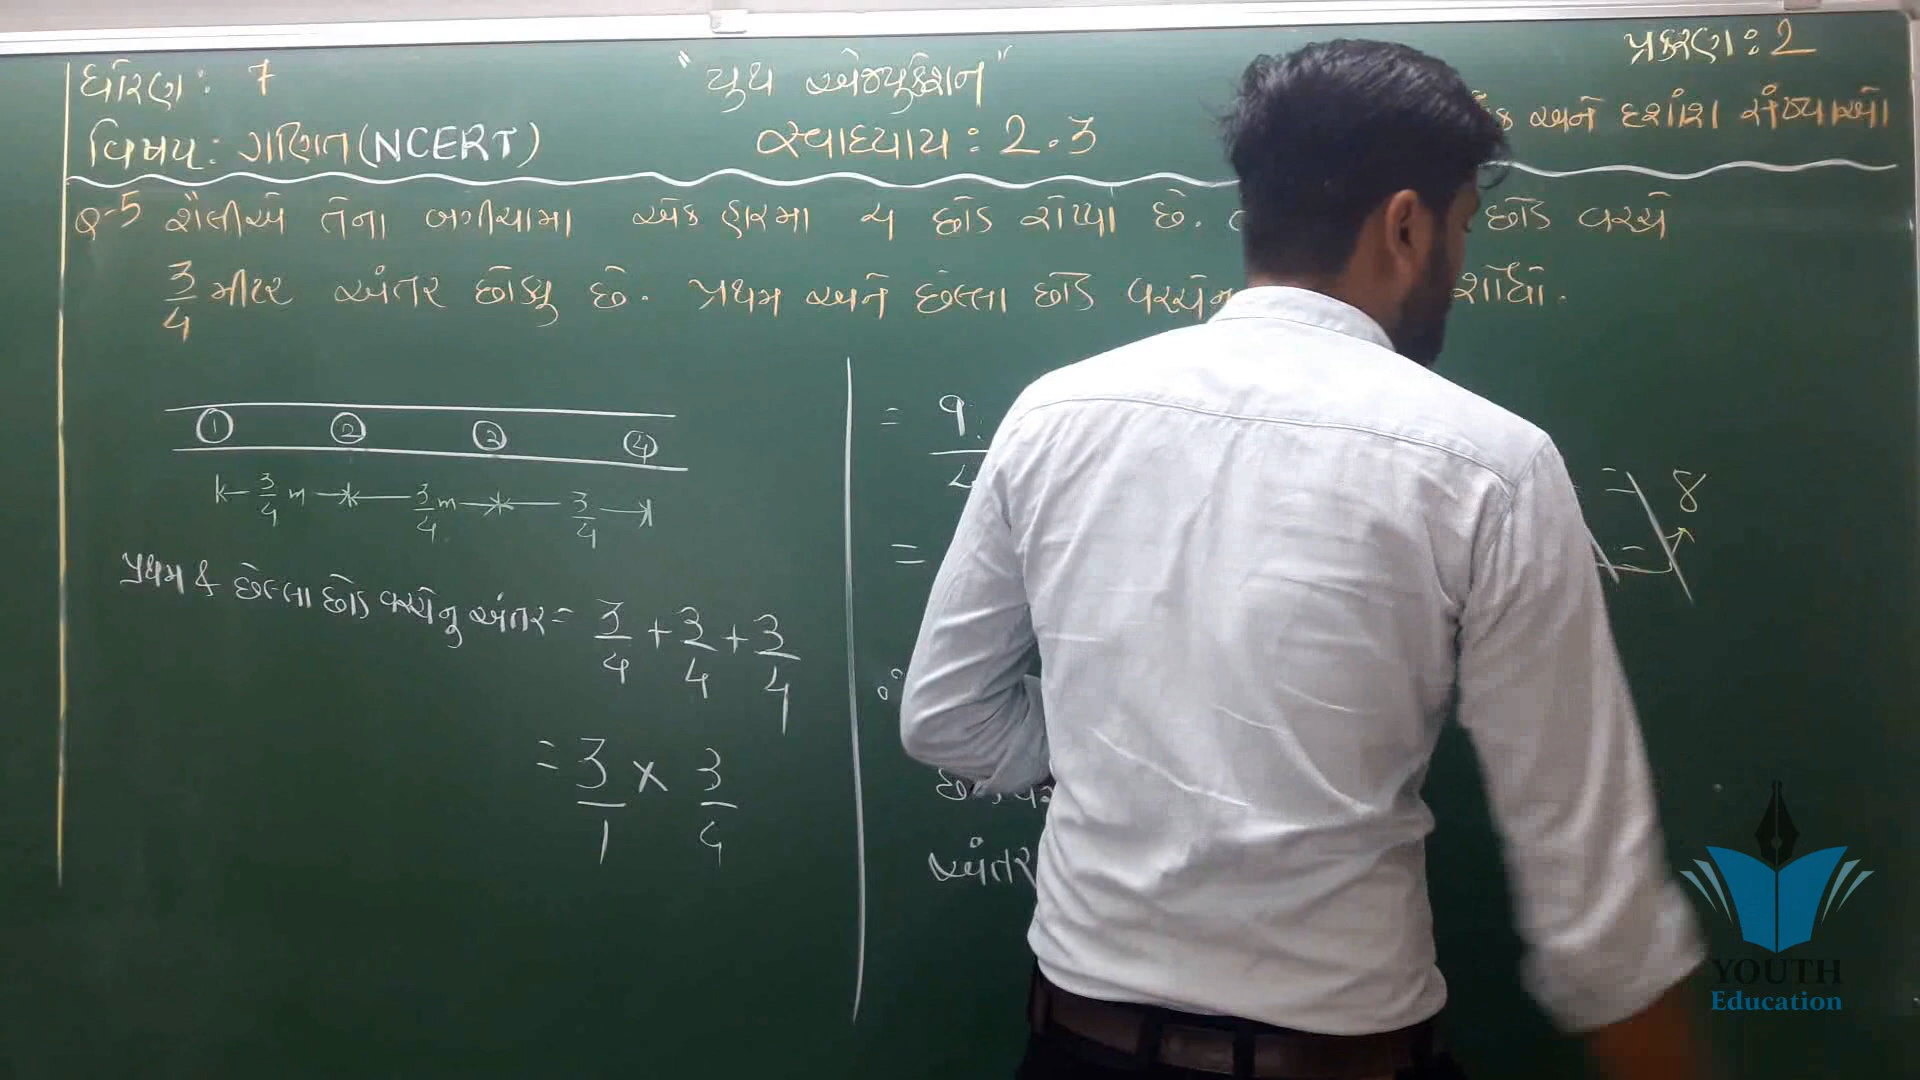 ધોરણ : 7
"યુથ એજ્યુકેશન"
પ્રકરણ : 2
વિષય : ગણિત (NCERT)
સ્વાધ્યાય : 2.3
અને દશાંશ સંખ્યાઓ
Q-5 શૈલીએ તેના બગીચામાં એક હારમાં 4 છોડ રોપ્યા છે. છોડ વચ્ચે
3/4 મીટર અંતર છોડ્યુ છે. પ્રથમ અને છેલ્લા છોડ શોધો.
① ② ③ ④
3/4 m 3/4 m 3/4
પ્રથમ & છેલ્લા છોડ વચ્ચેનુ અંતર = 3/4 + 3/4 + 3/4
= 3/1 × 3/4
= 9
=
= 8
અંતર
YOUTH
Education